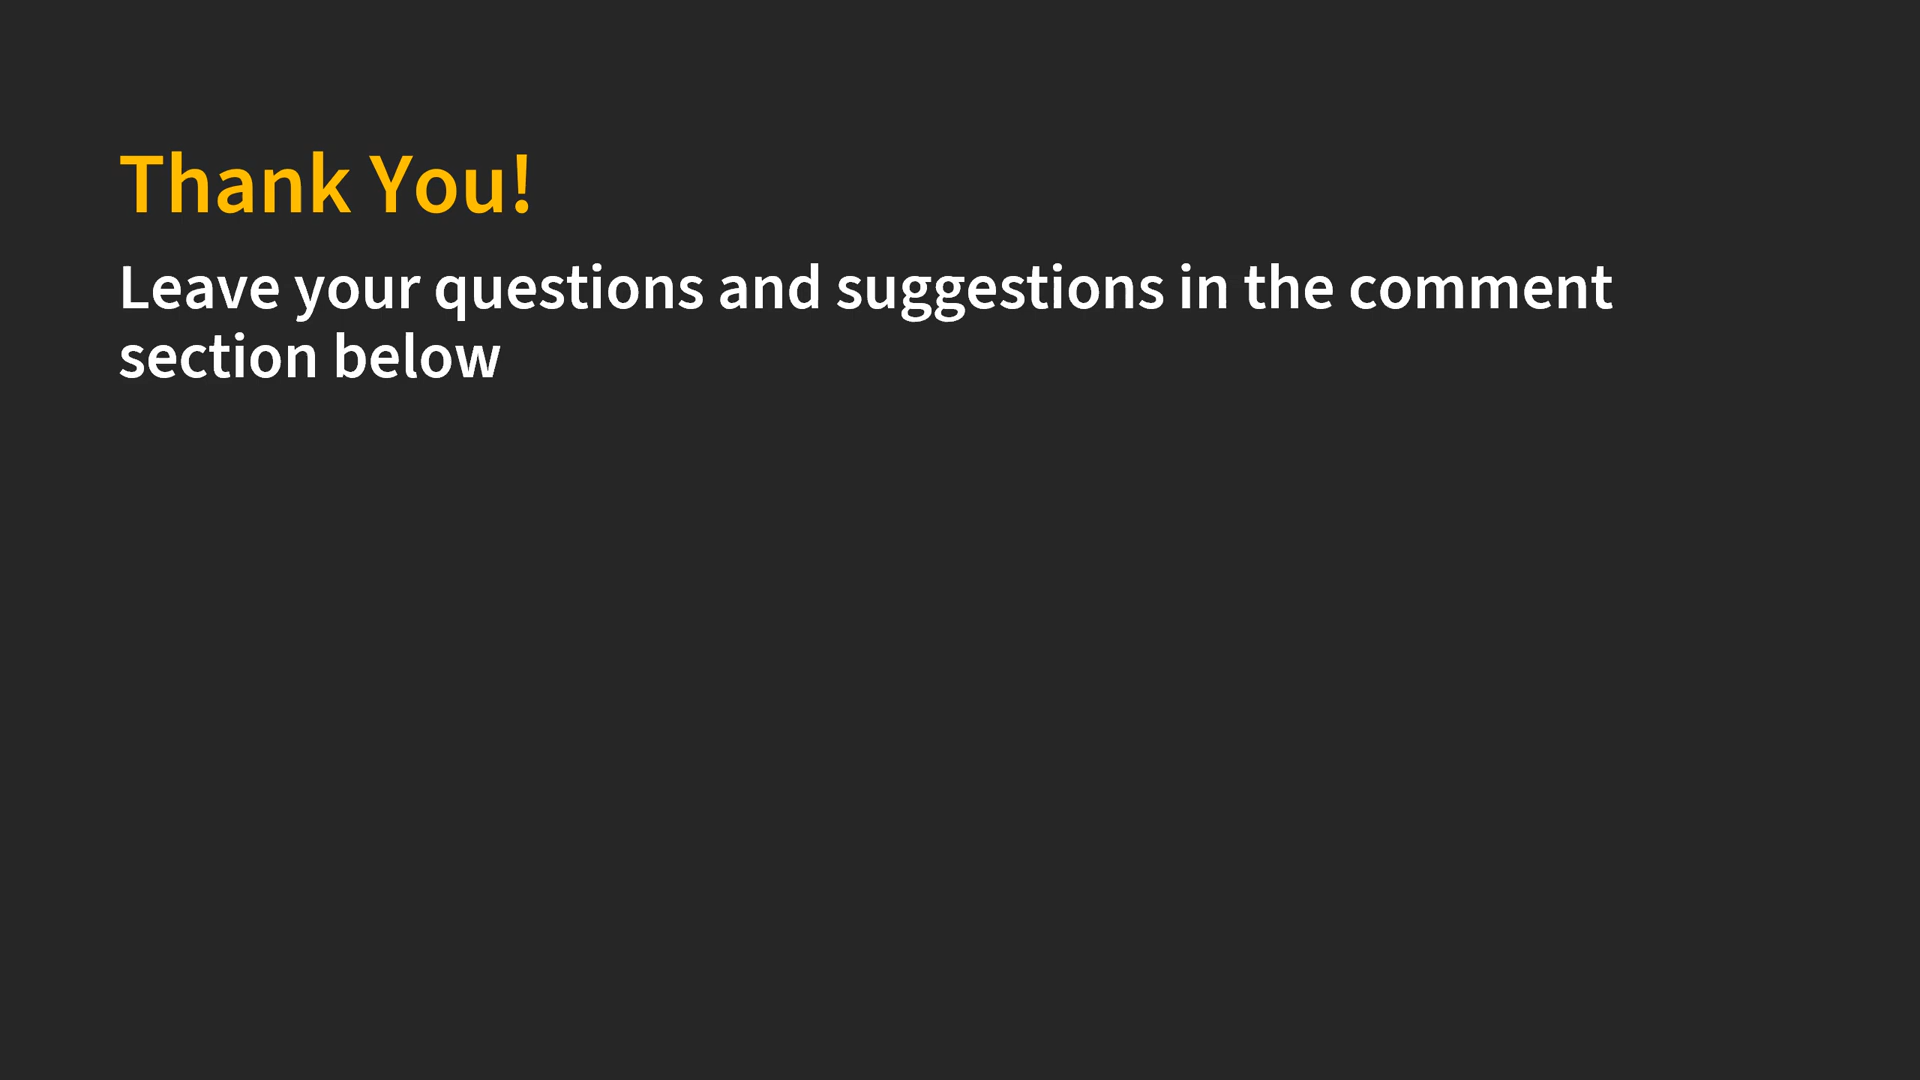 Thank You!
Leave your questions and suggestions in the comment
section below